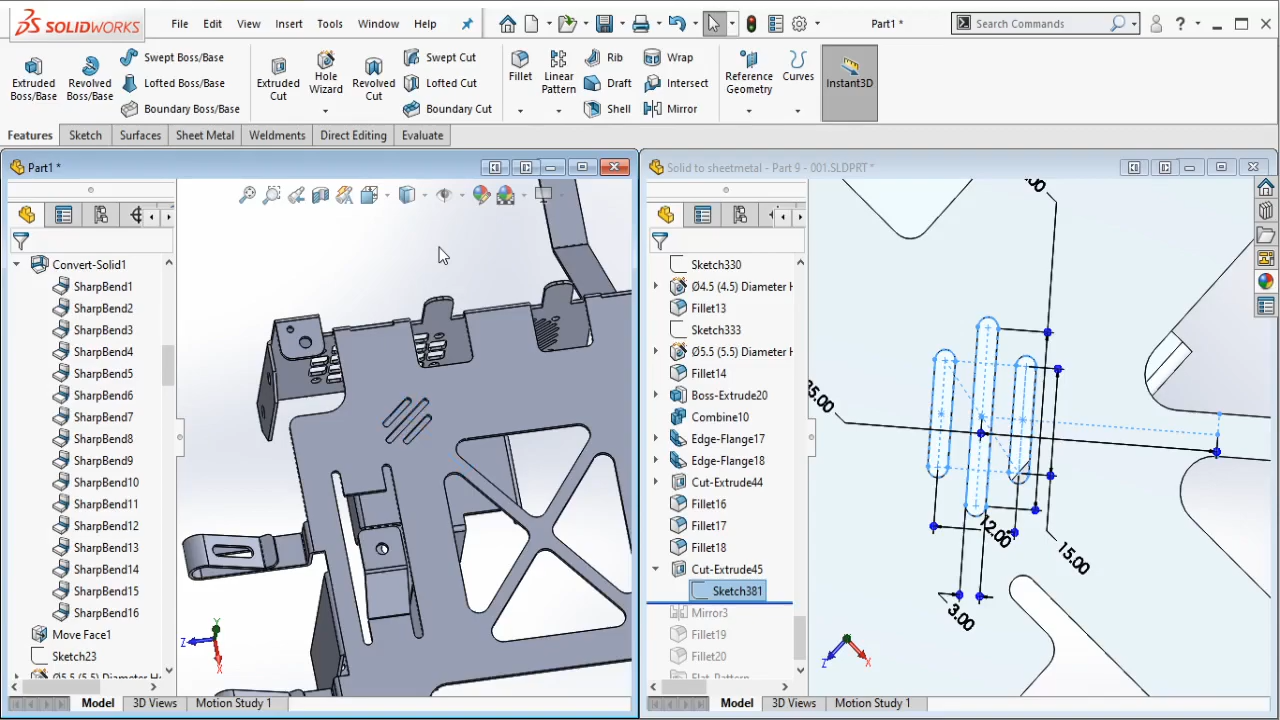 SOLIDWORKS File Edit View Insert Tools Window Help Part1 * Search Commands ?
Extruded Boss/Base
Revolved Boss/Base
Swept Boss/Base
Lofted Boss/Base
Boundary Boss/Base
Extruded Cut
Hole Wizard
Revolved Cut
Swept Cut
Lofted Cut
Boundary Cut
Fillet
Linear Pattern
Rib
Draft
Shell
Wrap
Intersect
Mirror
Reference Geometry
Curves
Instant3D
Features Sketch Surfaces Sheet Metal Weldments Direct Editing Evaluate
Part1 *
Convert-Solid1
SharpBend1
SharpBend2
SharpBend3
SharpBend4
SharpBend5
SharpBend6
SharpBend7
SharpBend8
SharpBend9
SharpBend10
SharpBend11
SharpBend12
SharpBend13
SharpBend14
SharpBend15
SharpBend16
Move Face1
Sketch23
Y
Z
X
Model 3D Views Motion Study 1
Solid to sheetmetal - Part 9 - 001.SLDPRT *
Sketch330
Ø4.5 (4.5) Diameter H
Fillet13
Sketch333
Ø5.5 (5.5) Diameter H
Fillet14
Boss-Extrude20
Combine10
Edge-Flange17
Edge-Flange18
Cut-Extrude44
Fillet16
Fillet17
Fillet18
Cut-Extrude45
Sketch381
Mirror3
Fillet19
Fillet20
12.00
15.00
3.00
Z
X
Model 3D Views Motion Study 1